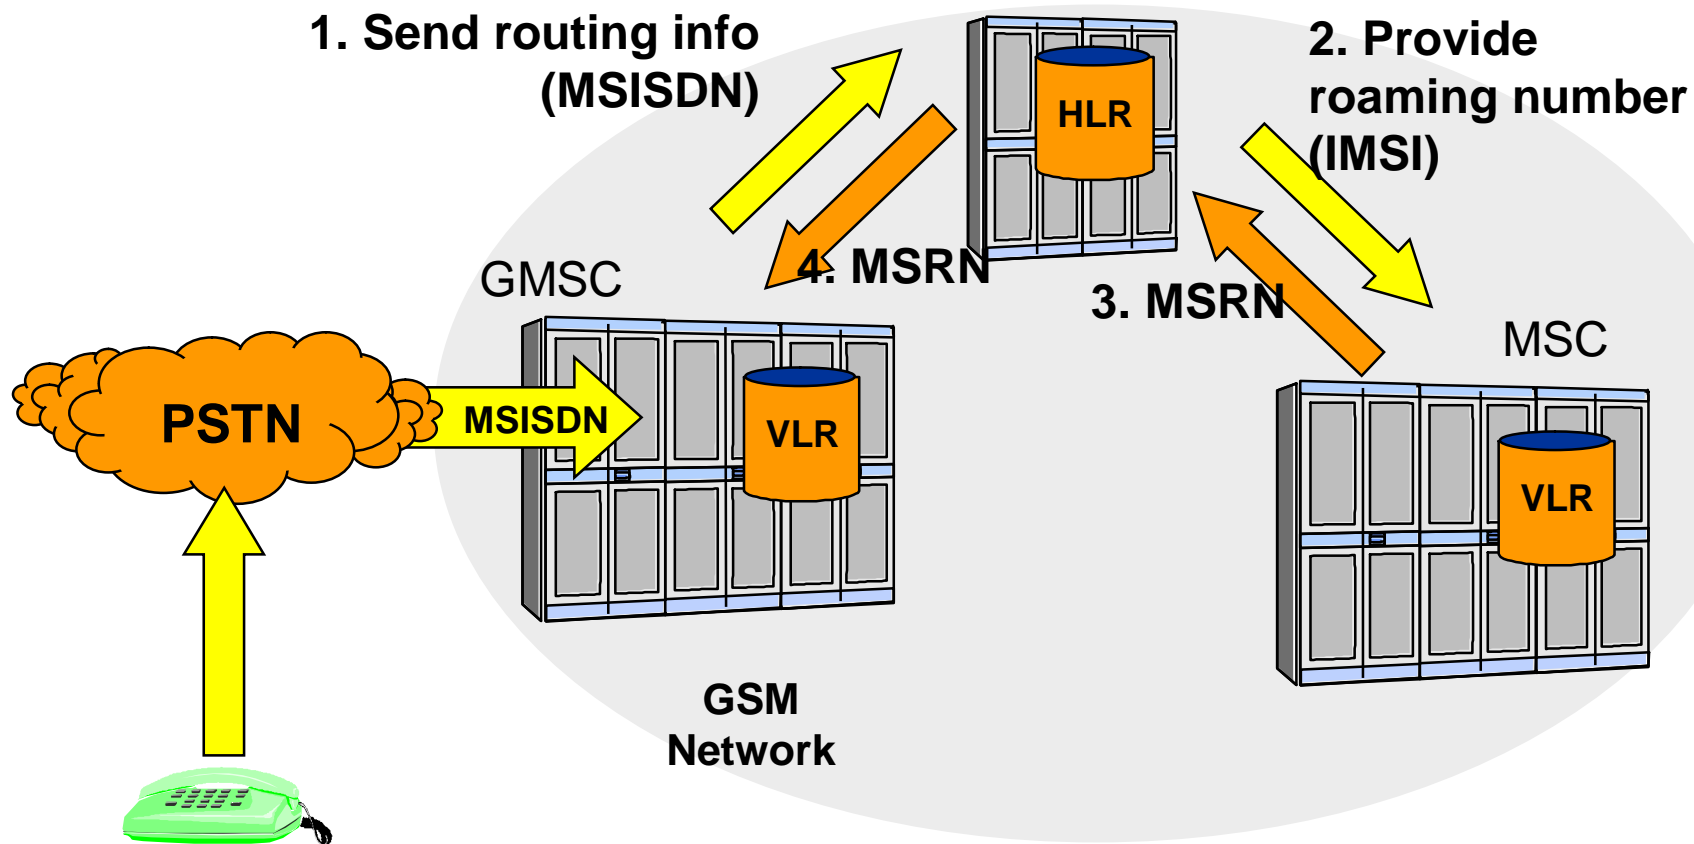 1. Send routing info
(MSISDN)
HLR
2. Provide
roaming number
(IMSI)
GMSC
4. MSRN
3. MSRN
MSC
PSTN
MSISDN
VLR
VLR
GSM
Network